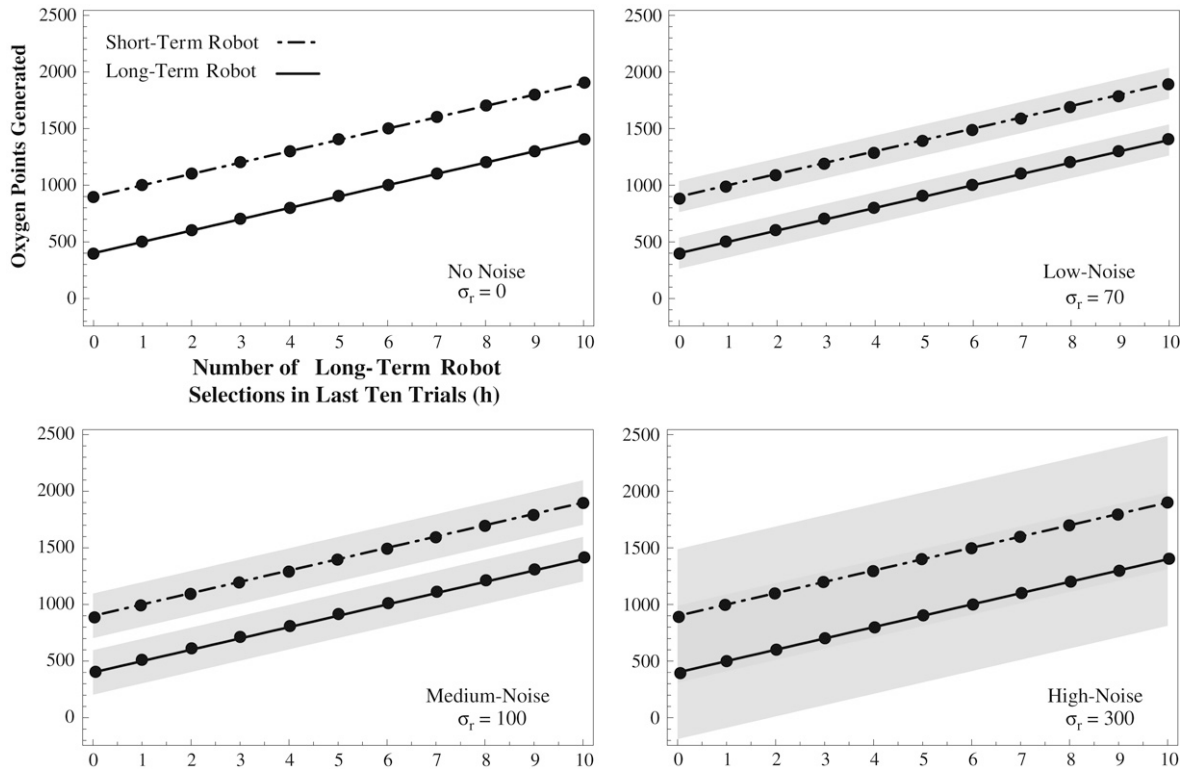 Oxygen Points Generated
2500
2000
1500
1000
500
0
Short-Term Robot
Long-Term Robot
No Noise
σr = 0
0 1 2 3 4 5 6 7 8 9 10
Number of Long-Term Robot
Selections in Last Ten Trials (h)
2500
2000
1500
1000
500
0
Low-Noise
σr = 70
0 1 2 3 4 5 6 7 8 9 10
2500
2000
1500
1000
500
0
Medium-Noise
σr = 100
0 1 2 3 4 5 6 7 8 9 10
2500
2000
1500
1000
500
0
High-Noise
σr = 300
0 1 2 3 4 5 6 7 8 9 10